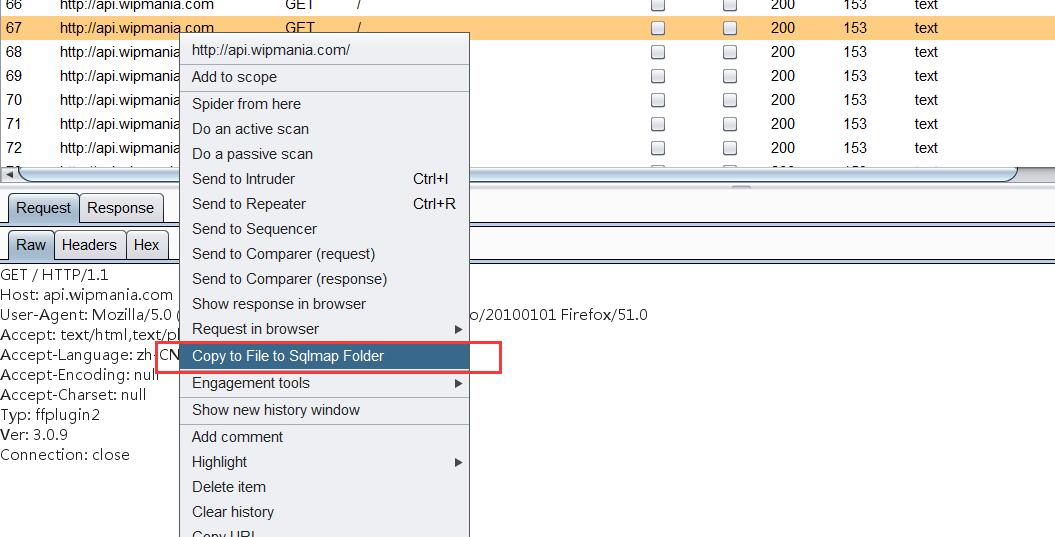 66 http://api.wipmania.com GET / 200 153 text
67 http://api.wipmania.com GET / 200 153 text
68 http://api.wipmania 200 153 text
69 http://api.wipmania 200 153 text
70 http://api.wipmania 200 153 text
71 http://api.wipmania 200 153 text
72 http://api.wipmania 200 153 text
http://api.wipmania.com/
Add to scope
Spider from here
Do an active scan
Do a passive scan
Send to Intruder Ctrl+I
Send to Repeater Ctrl+R
Send to Sequencer
Send to Comparer (request)
Send to Comparer (response)
Show response in browser
Request in browser
Copy to File to Sqlmap Folder
Engagement tools
Show new history window
Add comment
Highlight
Delete item
Clear history
Copy URL
Request Response
Raw Headers Hex
GET / HTTP/1.1
Host: api.wipmania.com
User-Agent: Mozilla/5.0 ( o/20100101 Firefox/51.0
Accept: text/html,text/pl
Accept-Language: zh-CN
Accept-Encoding: null
Accept-Charset: null
Typ: ffplugin2
Ver: 3.0.9
Connection: close